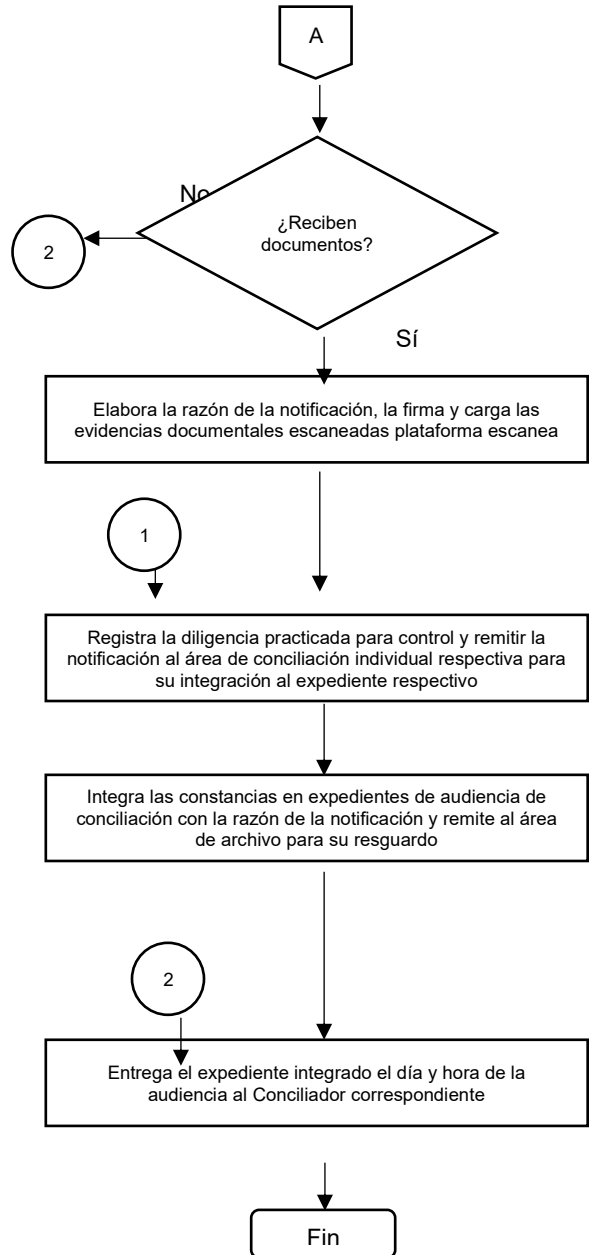 A
No
¿Reciben
documentos?
2
Sí
Elabora la razón de la notificación, la firma y carga las
evidencias documentales escaneadas plataforma escanea
1
Registra la diligencia practicada para control y remitir la
notificación al área de conciliación individual respectiva para
su integración al expediente respectivo
Integra las constancias en expedientes de audiencia de
conciliación con la razón de la notificación y remite al área
de archivo para su resguardo
2
Entrega el expediente integrado el día y hora de la
audiencia al Conciliador correspondiente
Fin